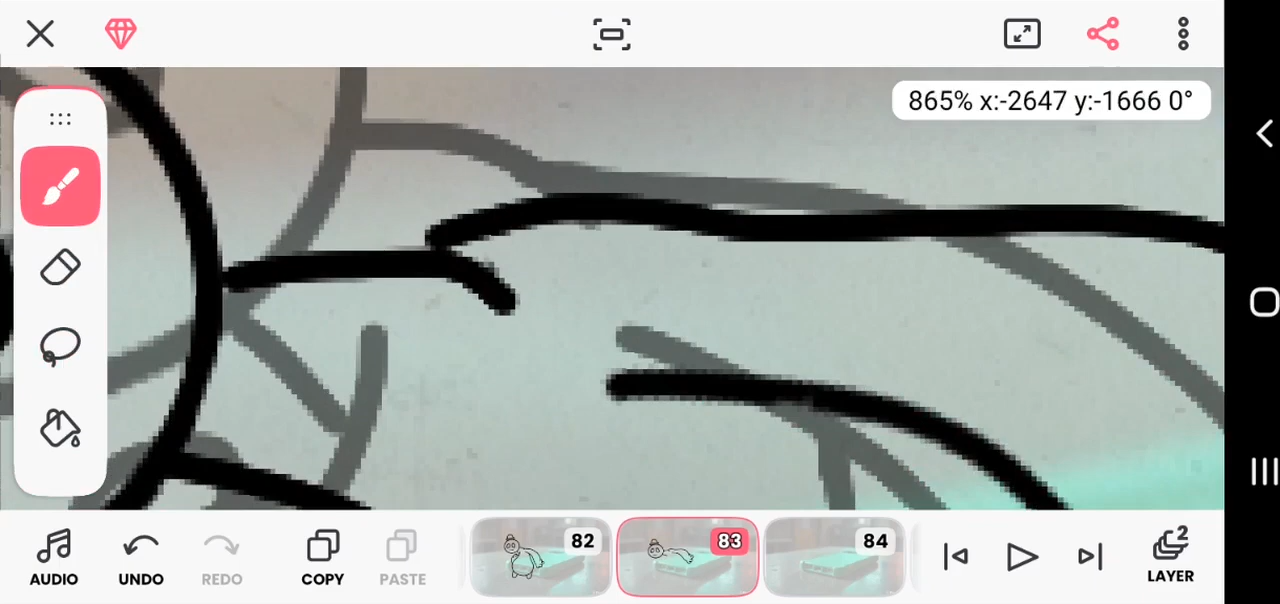 865% x:-2647 y:-1666 0°
82
83
84
AUDIO
UNDO
REDO
COPY
PASTE
2
LAYER